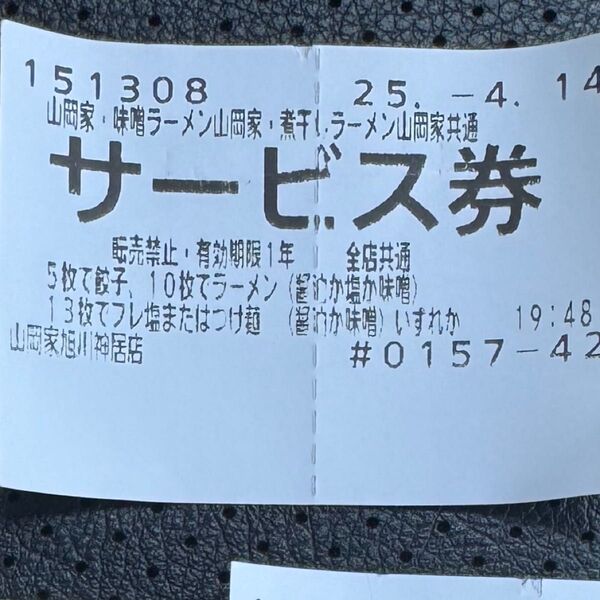 151308 25.-4.14
山岡家・味噌ラーメン山岡家・煮干しラーメン山岡家共通
サービス券
転売禁止・有効期限1年 全店共通
5枚で餃子、10枚でラーメン(醤油か塩か味噌)
13枚でプレ塩またはつけ麺 (醤油か味噌)いずれか 19:48
山岡家旭川神居店 #0157-42